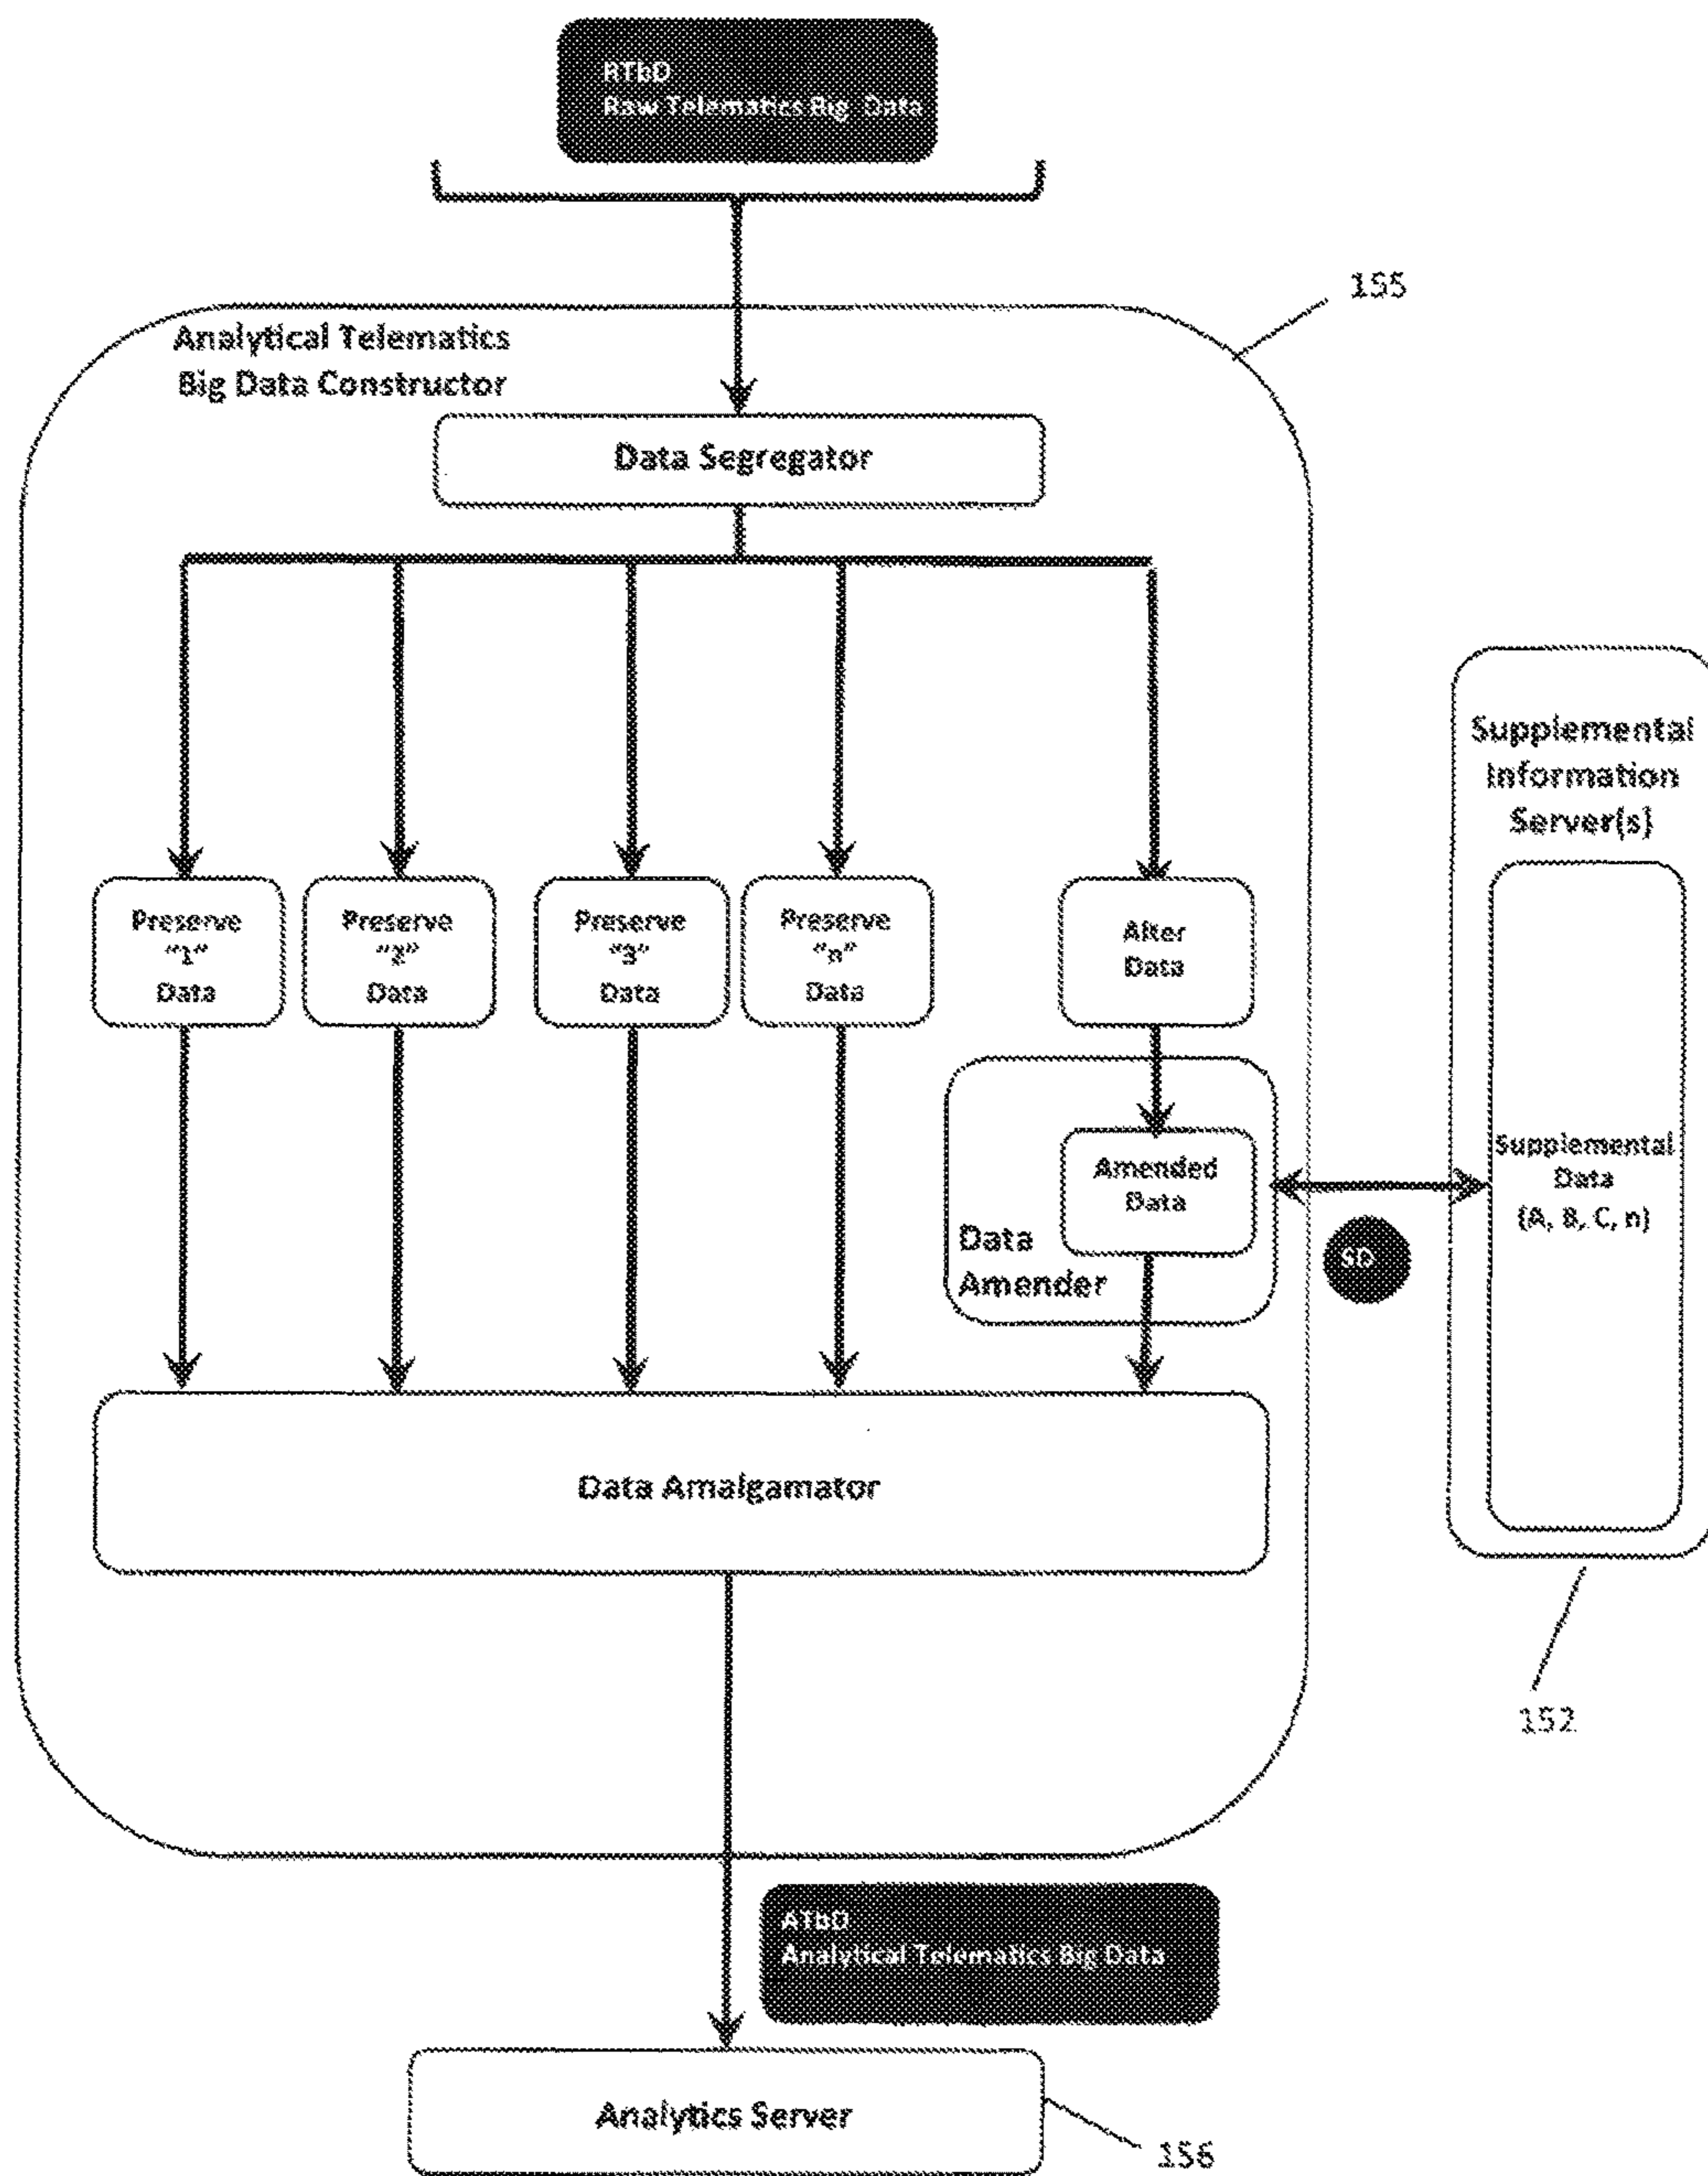 RTbD
Raw Telematics Big Data
155
Analytical Telematics
Big Data Constructor
Data Segregator
Supplemental
Information
Server(s)
Preserve
“1”
Data
Preserve
“2”
Data
Preserve
“3”
Data
Preserve
“n”
Data
Alter
Data
Amended
Data
Data
Amender
SD
Supplemental
Data
(A, B, C, n)
Data Amalgamator
152
ATbD
Analytical Telematics Big Data
Analytics Server
156